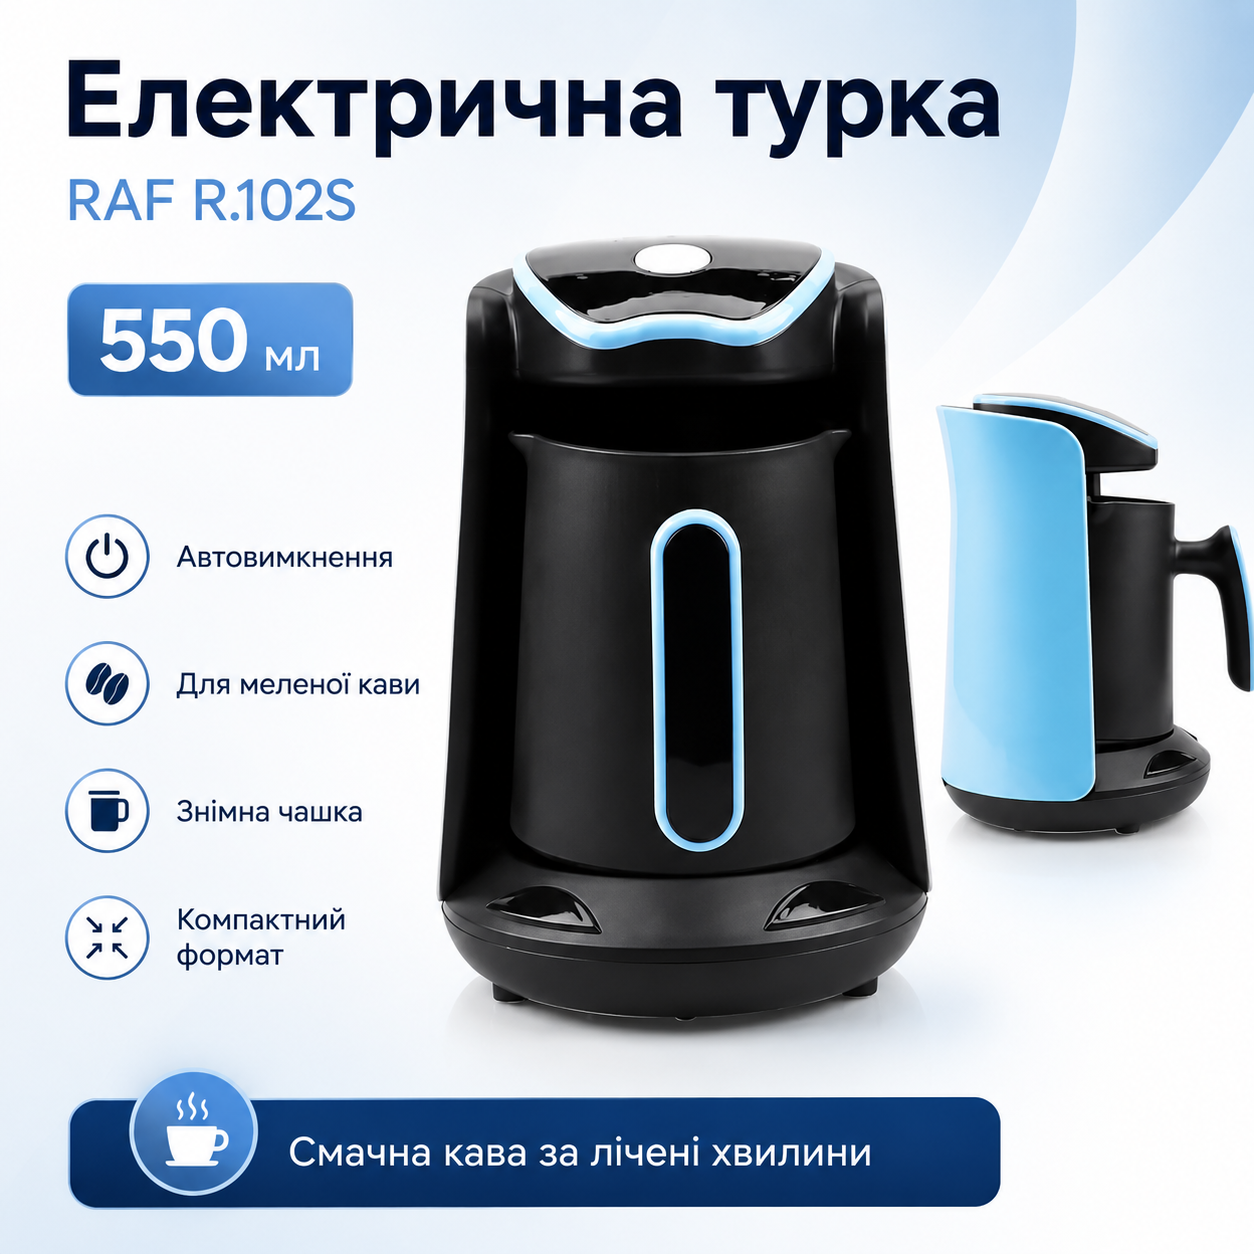 Електрична турка
RAF R.102S
550 мл
Автовимкнення
Для меленої кави
Знімна чашка
Компактний
формат
Смачна кава за лічені хвилини